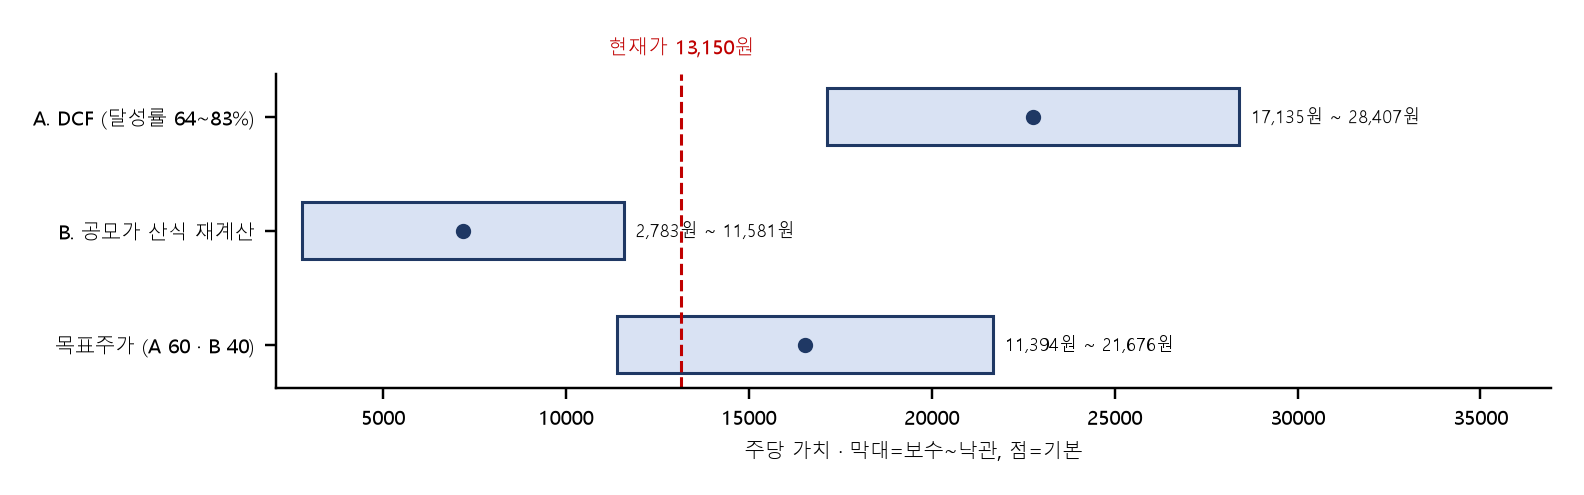 현재가 13,150원
A. DCF (달성률 64~83%)
17,135원 ~ 28,407원
B. 공모가 산식 재계산
2,783원 ~ 11,581원
목표주가 (A 60 · B 40)
11,394원 ~ 21,676원
5000 10000 15000 20000 25000 30000 35000
주당 가치 · 막대=보수~낙관, 점=기본